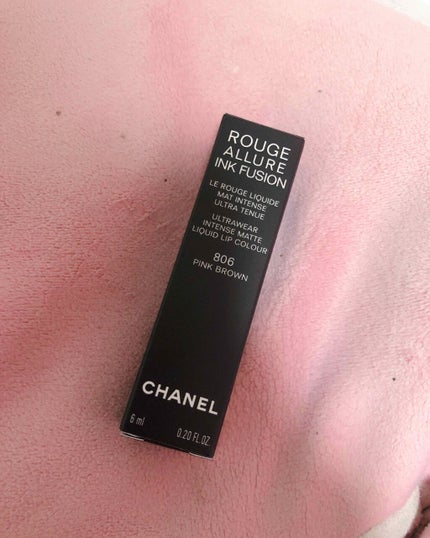 ROUGE
ALLURE
INK FUSION
LE ROUGE LIQUIDE
MAT INTENSE
ULTRA TENUE
ULTRAWEAR
INTENSE MATTE
LIQUID LIP COLOUR
806
PINK BROWN
CHANEL
6 ml 0.20 FL.OZ.